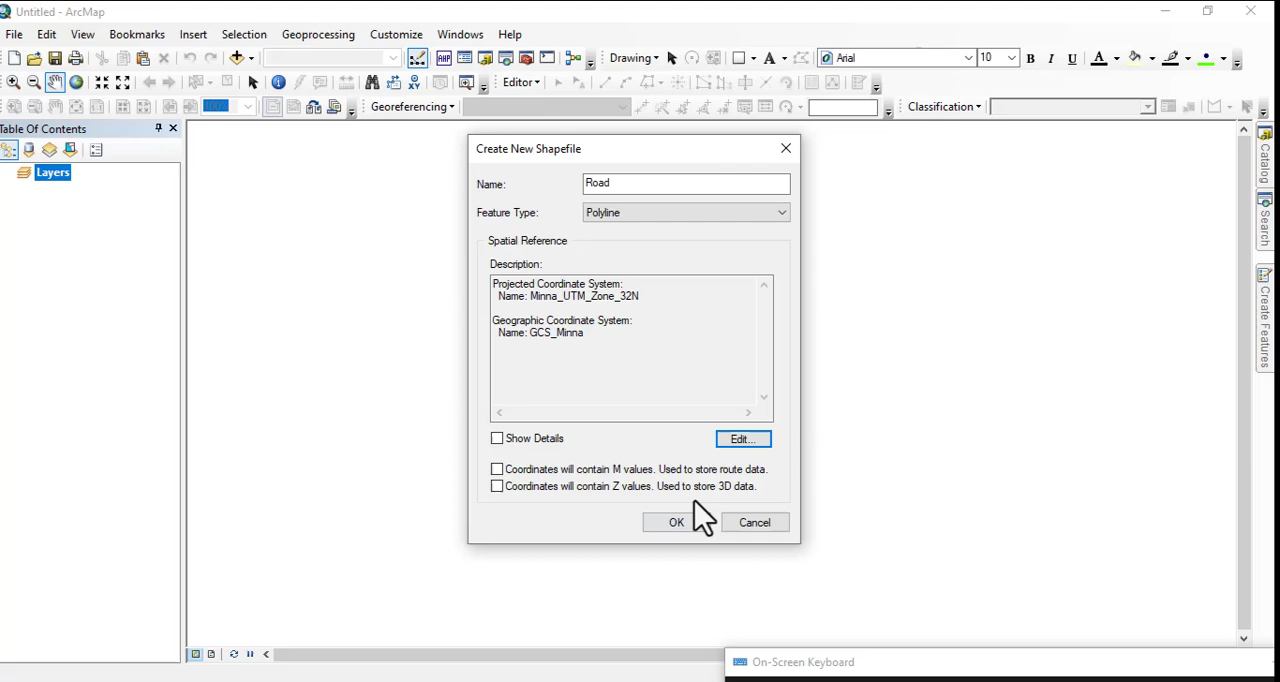 Untitled - ArcMap
File Edit View Bookmarks Insert Selection Geoprocessing Customize Windows Help
Drawing Arial 10 B I U A
Editor
Georeferencing Classification
Table Of Contents
Layers
Create New Shapefile
Name: Road
Feature Type: Polyline
Spatial Reference
Description:
Projected Coordinate System:
Name: Minna_UTM_Zone_32N
Geographic Coordinate System:
Name: GCS_Minna
Show Details
Edit...
Coordinates will contain M values. Used to store route data.
Coordinates will contain Z values. Used to store 3D data.
OK Cancel
Catalog
Search
Create Features
On-Screen Keyboard